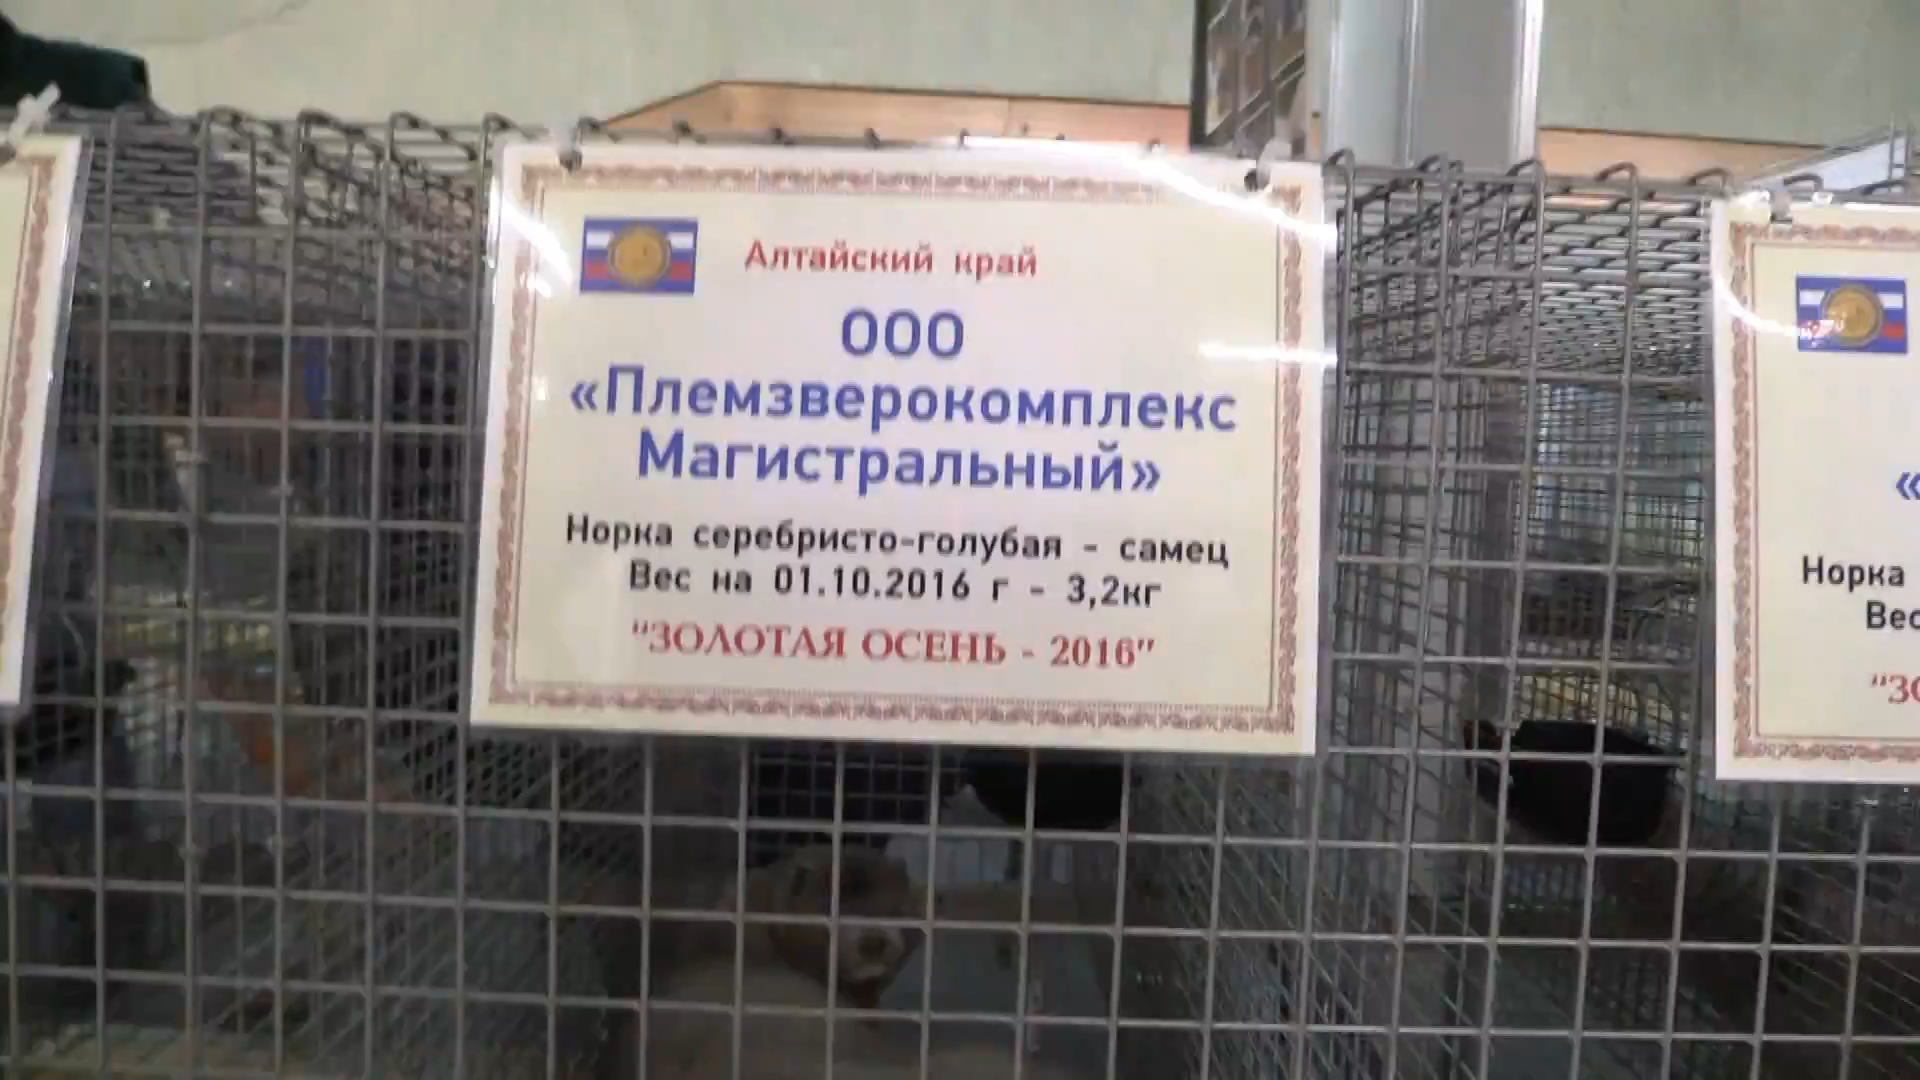 Алтайский край
ООО
«Племзверокомплекс
Магистральный»
Норка серебристо-голубая - самец
Вес на 01.10.2016 г - 3,2кг
"ЗОЛОТАЯ ОСЕНЬ - 2016"
«
Норка
Вес
"ЗО